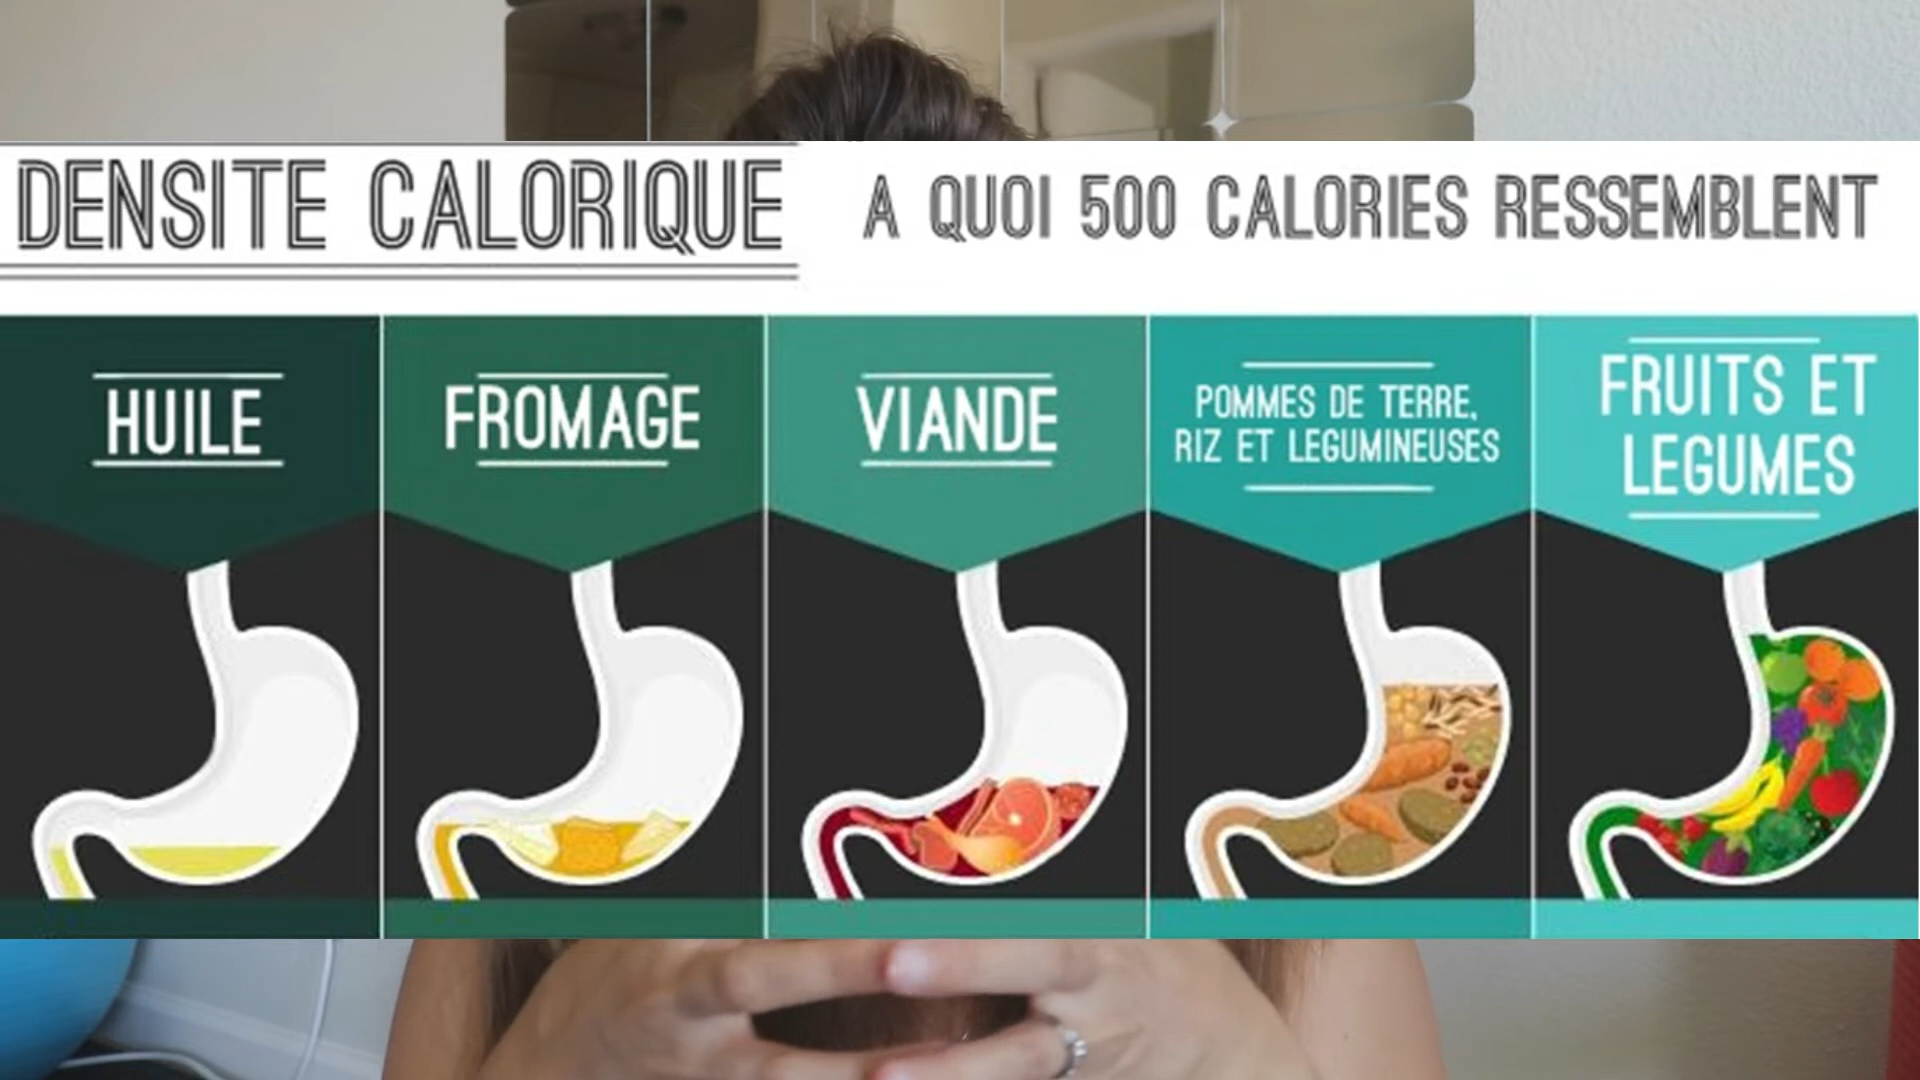 DENSITE CALORIQUE
A QUOI 500 CALORIES RESSEMBLENT
HUILE
FROMAGE
VIANDE
POMMES DE TERRE,
RIZ ET LEGUMINEUSES
FRUITS ET
LEGUMES